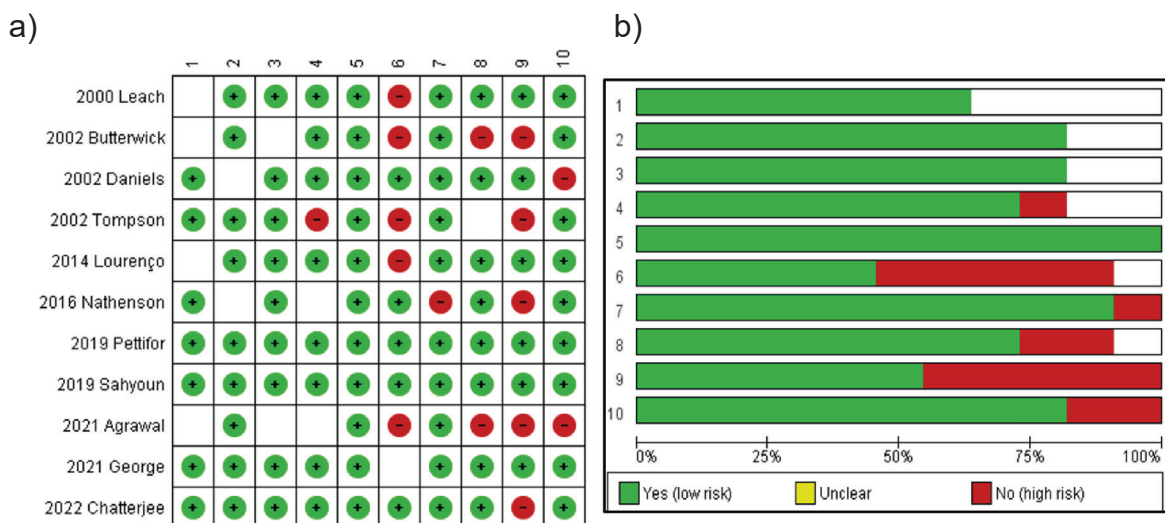 a)
1 2 3 4 5 6 7 8 9 10
2000 Leach + + + + - + + + +
2002 Butterwick + + + - + - - +
2002 Daniels + + + + + + + + -
2002 Tompson + + + - + - + - +
2014 Lourenço + + + + - + + + +
2016 Nathenson + + + + - + - +
2019 Pettifor + + + + + + + + + +
2019 Sahyoun + + + + + + + + + +
2021 Agrawal + + - + - - -
2021 George + + + + + + + + +
2022 Chatterjee + + + + + + + + - +
b)
1
2
3
4
5
6
7
8
9
10
0% 25% 50% 75% 100%
Yes (low risk) Unclear No (high risk)